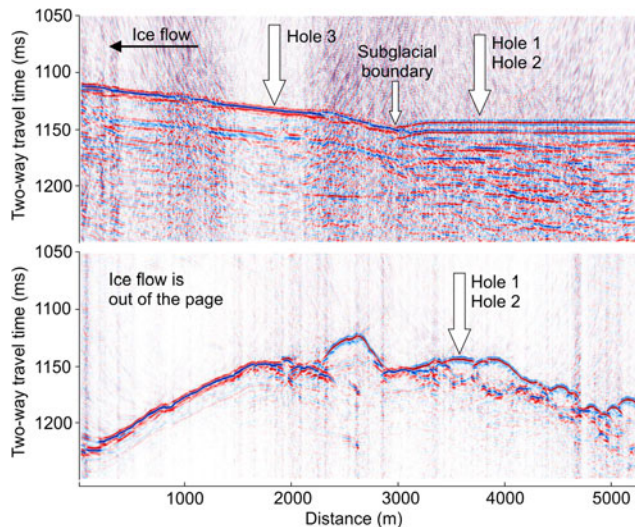 1050
Ice flow
Hole 3
Subglacial
boundary
Hole 1
Hole 2
1100
1150
1200
Two-way travel time (ms)
1050
Ice flow is
out of the page
Hole 1
Hole 2
1100
1150
1200
Two-way travel time (ms)
1000
2000
3000
4000
5000
Distance (m)